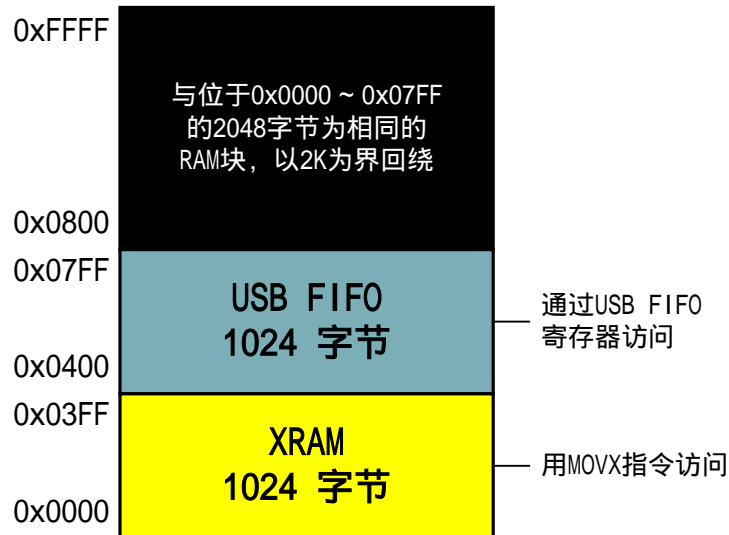 0xFFFF
与位于0x0000 ~ 0x07FF
的2048字节为相同的
RAM块，以2K为界回绕
0x0800
0x07FF
USB FIFO
1024 字节
通过USB FIFO
寄存器访问
0x0400
0x03FF
XRAM
1024 字节
用MOVX指令访问
0x0000